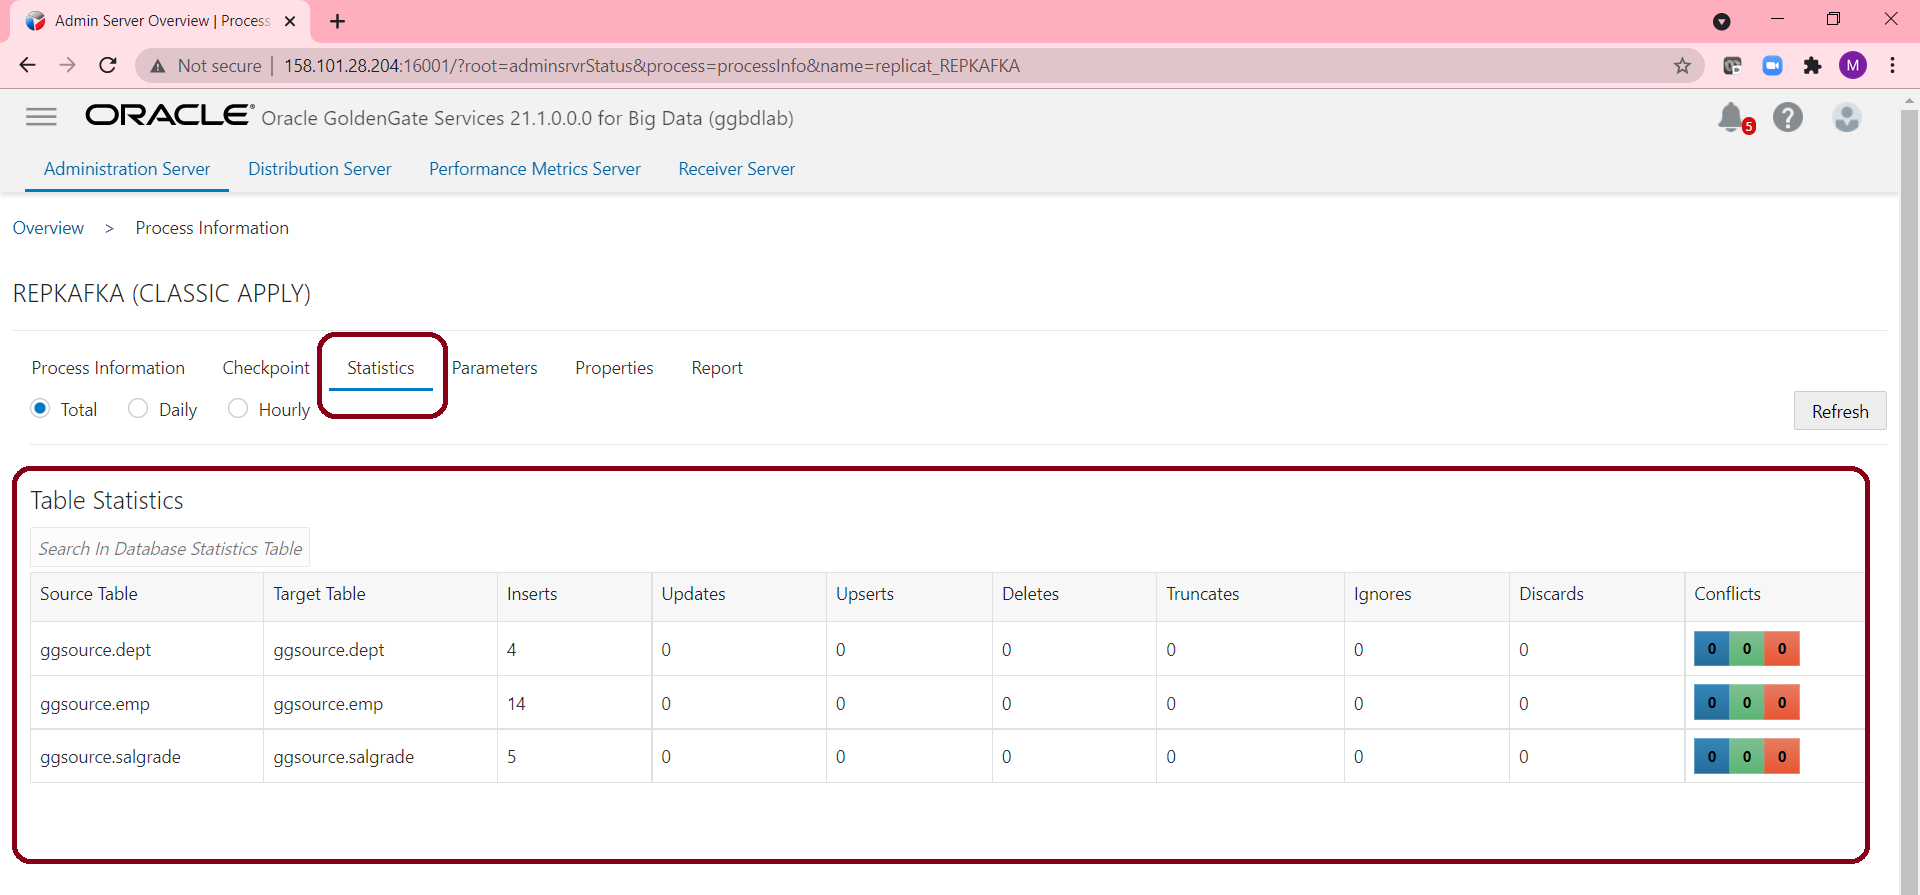 Admin Server Overview | Process
Not secure | 158.101.28.204:16001/?root=adminsrvrStatus&process=processInfo&name=replicat_REPKAFKA
M
ORACLE® Oracle GoldenGate Services 21.1.0.0.0 for Big Data (ggbdlab)
5 ?
Administration Server Distribution Server Performance Metrics Server Receiver Server
Overview > Process Information
REPKAFKA (CLASSIC APPLY)
Process Information Checkpoint Statistics Parameters Properties Report
Total Daily Hourly
Refresh
Table Statistics
Search In Database Statistics Table
Source Table Target Table Inserts Updates Upserts Deletes Truncates Ignores Discards Conflicts
ggsource.dept ggsource.dept 4 0 0 0 0 0 0 0 0 0
ggsource.emp ggsource.emp 14 0 0 0 0 0 0 0 0 0
ggsource.salgrade ggsource.salgrade 5 0 0 0 0 0 0 0 0 0